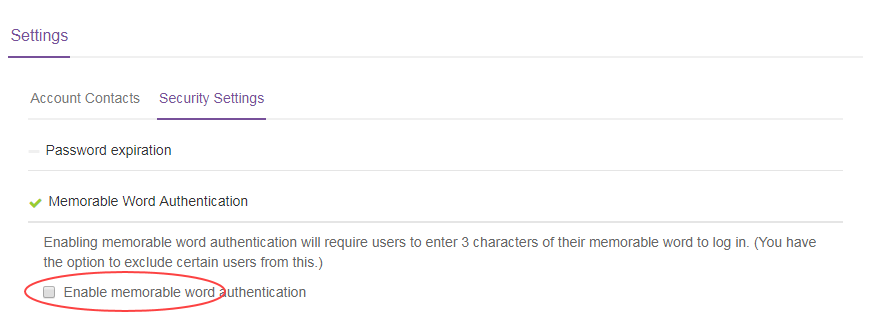 Settings
Account Contacts Security Settings
Password expiration
Memorable Word Authentication
Enabling memorable word authentication will require users to enter 3 characters of their memorable word to log in. (You have
the option to exclude certain users from this.)
Enable memorable word authentication